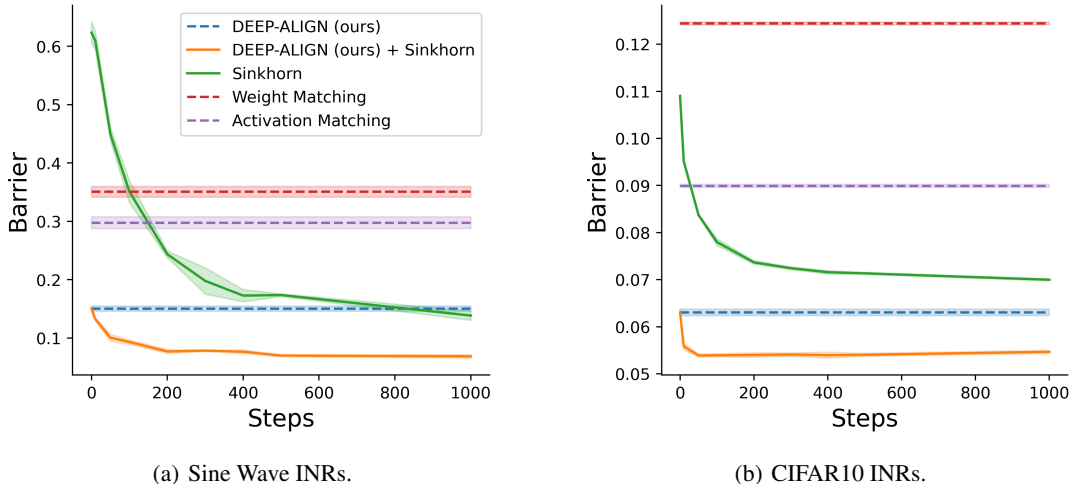 DEEP-ALIGN (ours)
DEEP-ALIGN (ours) + Sinkhorn
Sinkhorn
Weight Matching
Activation Matching
Barrier
0.6
0.5
0.4
0.3
0.2
0.1
0 200 400 600 800 1000
Steps
(a) Sine Wave INRs.
Barrier
0.12
0.11
0.10
0.09
0.08
0.07
0.06
0.05
0 200 400 600 800 1000
Steps
(b) CIFAR10 INRs.